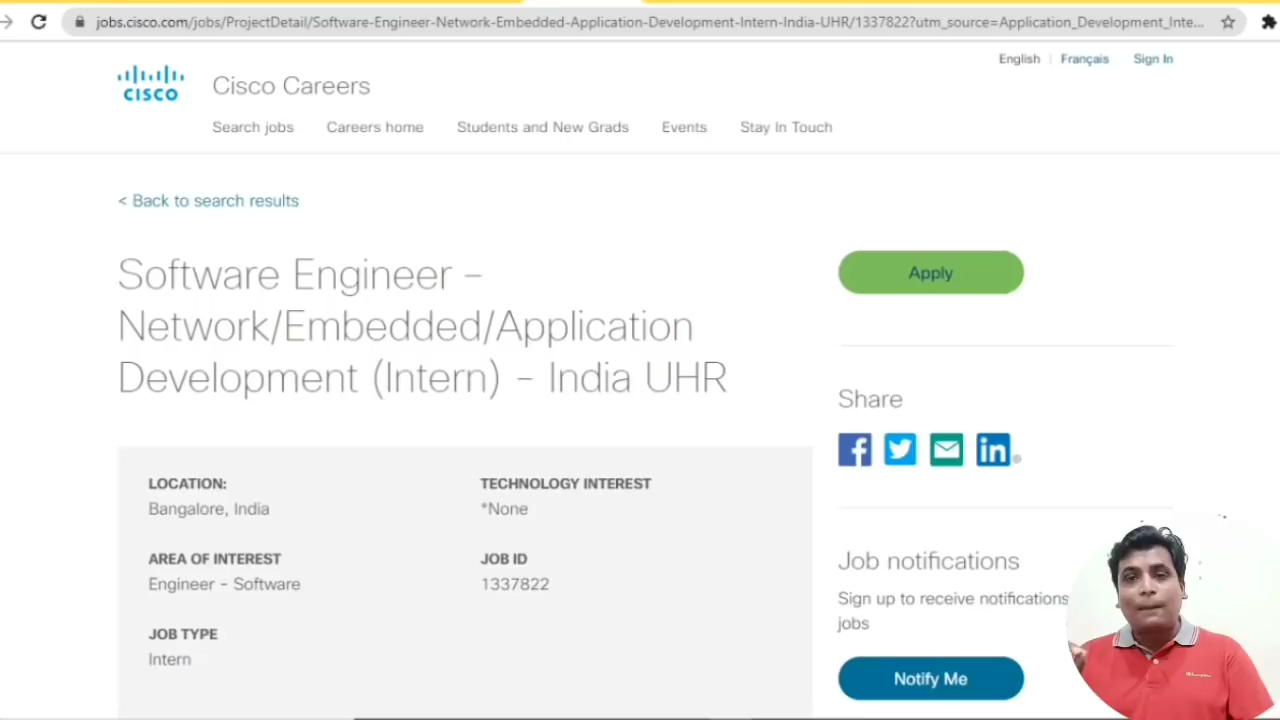 jobs.cisco.com/jobs/ProjectDetail/Software-Engineer-Network-Embedded-Application-Development-Intern-India-UHR/1337822?utm_source=Application_Development_Inte...
English | Français Sign In
CISCO
Cisco Careers
Search jobs Careers home Students and New Grads Events Stay In Touch
< Back to search results
Software Engineer –
Network/Embedded/Application
Development (Intern) – India UHR
Apply
Share
LOCATION:
Bangalore, India
TECHNOLOGY INTEREST
*None
AREA OF INTEREST
Engineer - Software
JOB ID
1337822
JOB TYPE
Intern
Job notifications
Sign up to receive notifications
jobs
Notify Me